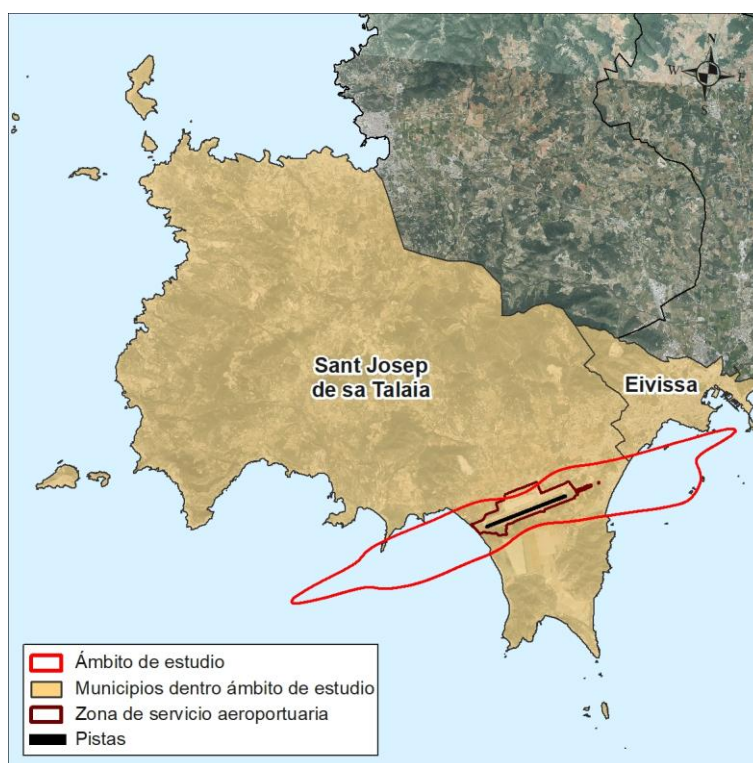 N
W
E
S
Sant Josep
de sa Talaia
Eivissa
Ámbito de estudio
Municipios dentro ámbito de estudio
Zona de servicio aeroportuaria
Pistas